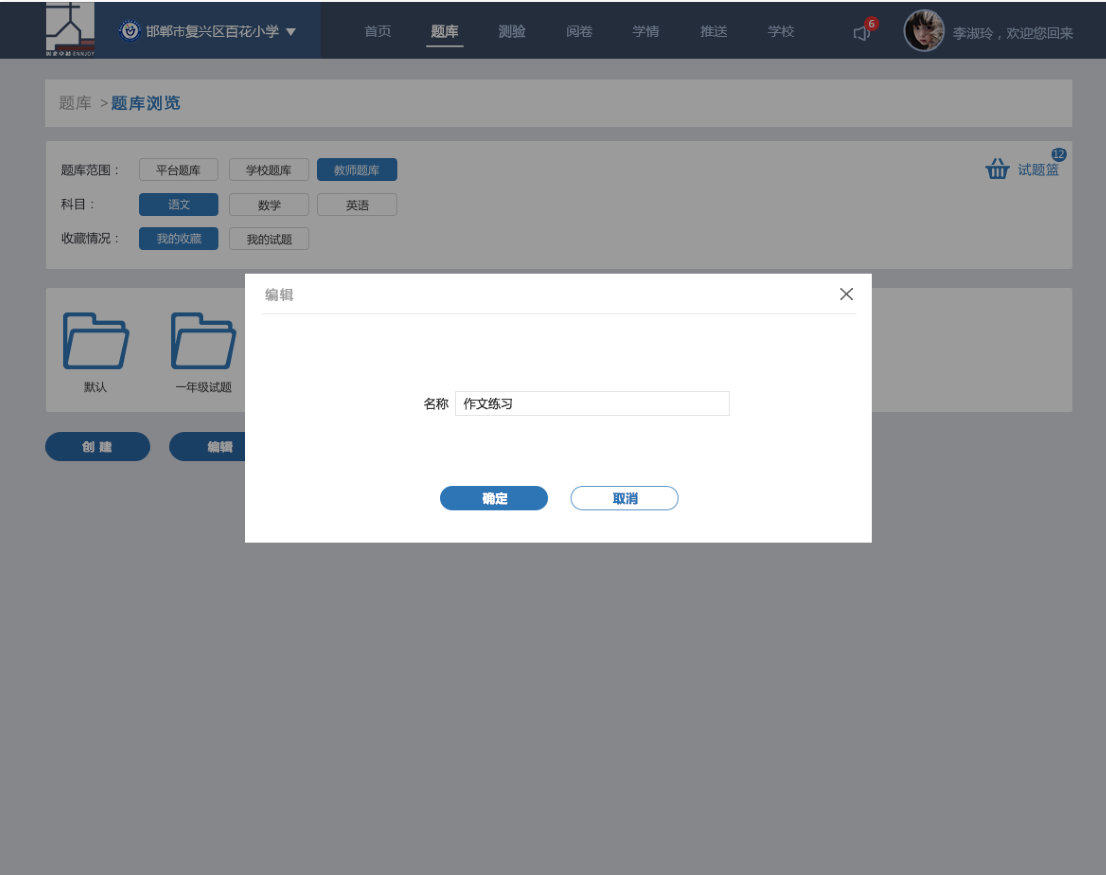 邯郸市复兴区百花小学 ▼ 首页 题库 测验 阅卷 学情 推送 学校 6 李淑玲，欢迎您回来
题库 >题库浏览
题库范围： 平台题库 学校题库 教师题库 12 试题篮
科目： 语文 数学 英语
收藏情况： 我的收藏 我的试题
编辑
默认 一年级试题
名称 作文练习
创 建 编辑
确定 取消